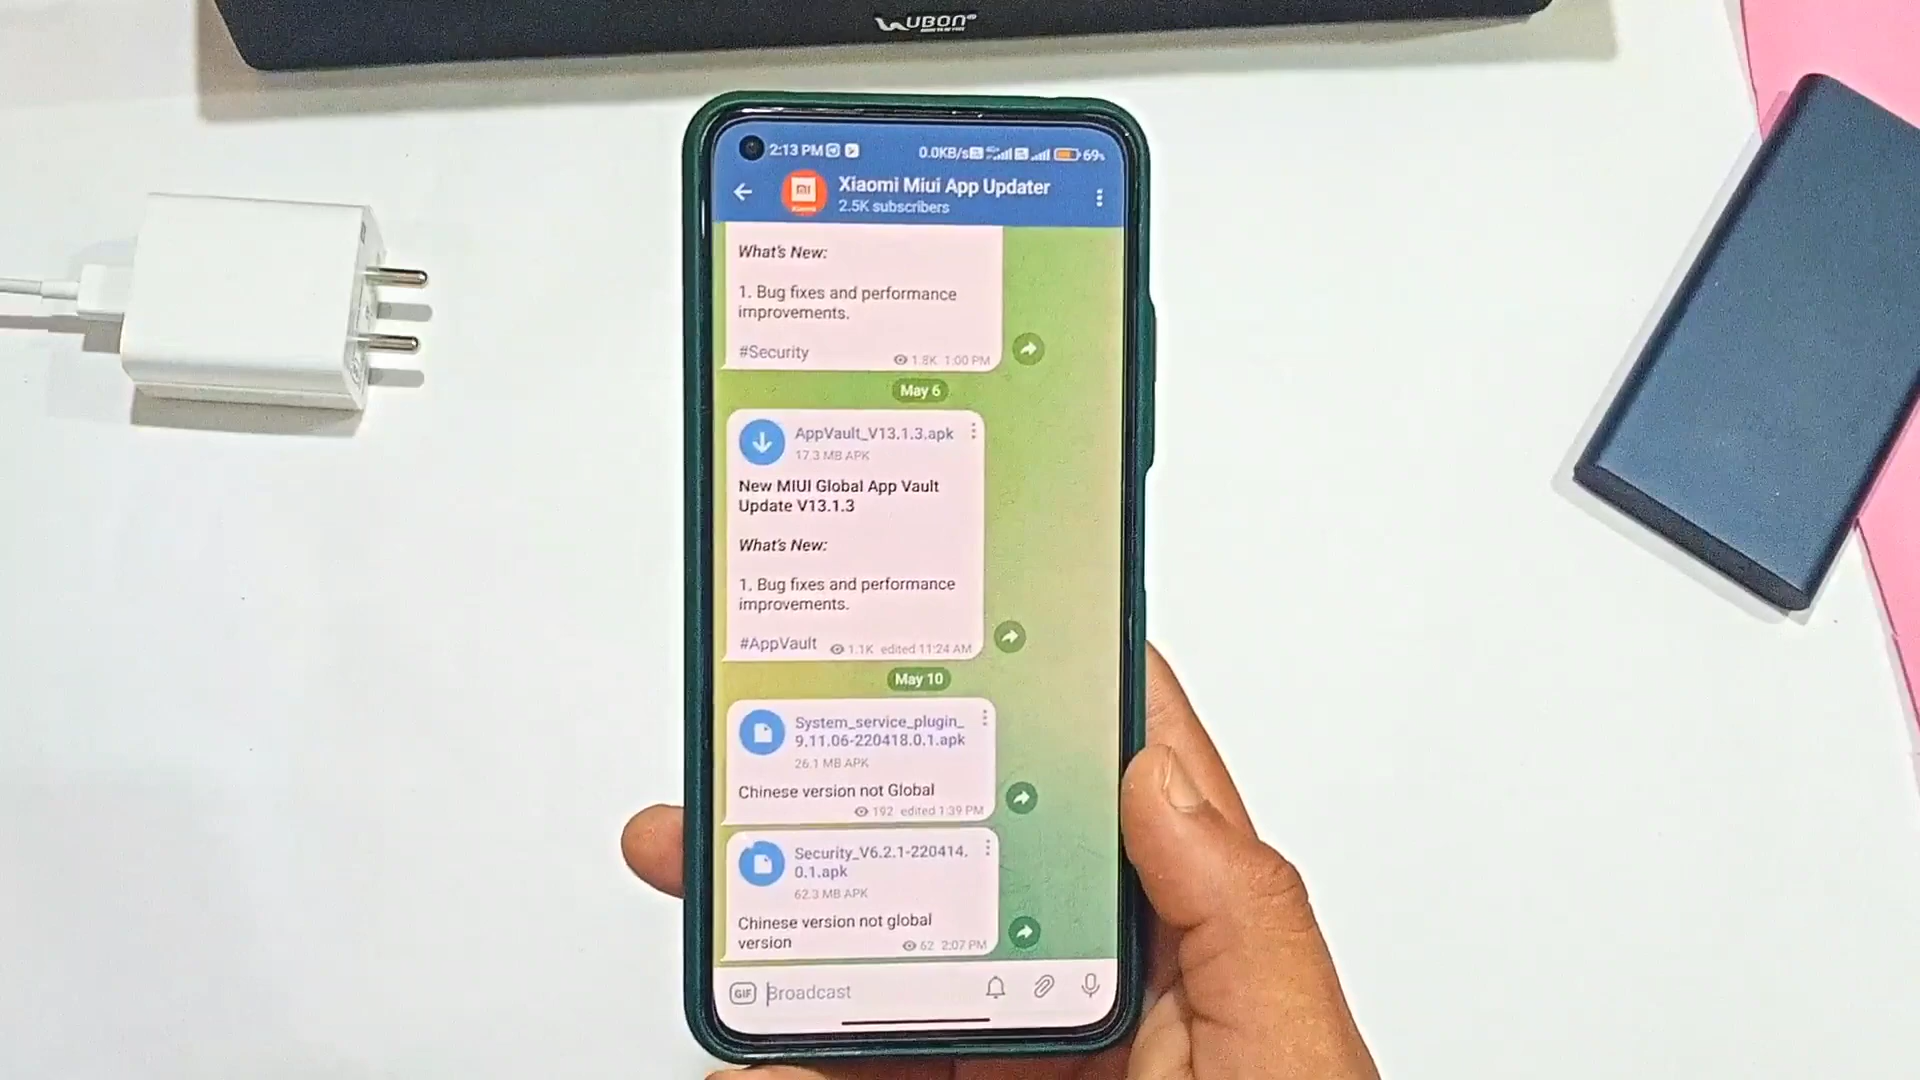 UBON
2:13 PM
0.0KB/s
69%
Xiaomi Miui App Updater
2.5K subscribers
What's New:
1. Bug fixes and performance
improvements.
#Security
1.8K 1:00 PM
May 6
AppVault_V13.1.3.apk
17.3 MB APK
New MIUI Global App Vault
Update V13.1.3
What's New:
1. Bug fixes and performance
improvements.
#AppVault
1.1K edited 11:24 AM
May 10
System_service_plugin_
9.11.06-220418.0.1.apk
26.1 MB APK
Chinese version not Global
192 edited 1:39 PM
Security_V6.2.1-220414.
0.1.apk
62.3 MB APK
Chinese version not global
version
62 2:07 PM
GIF
Broadcast